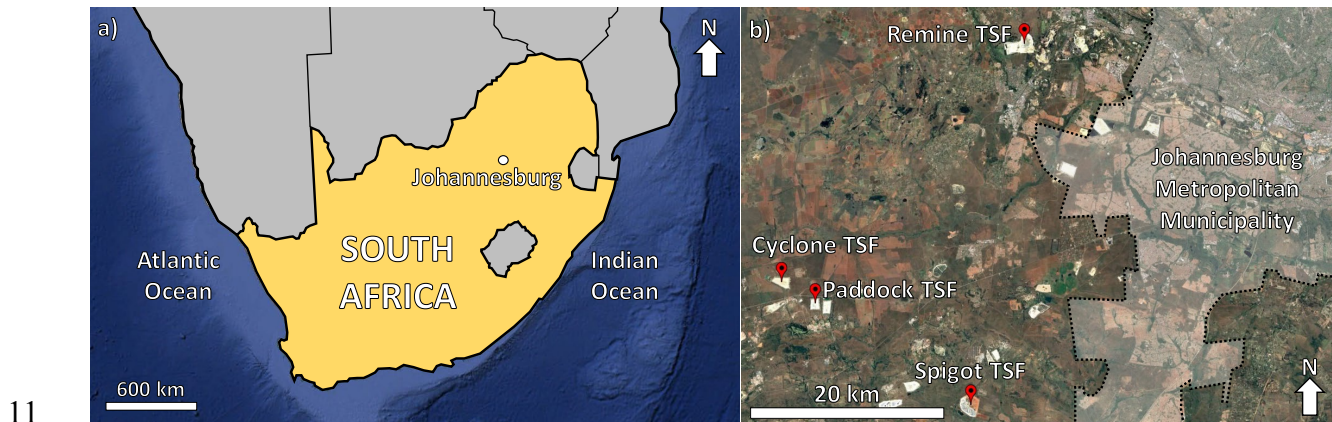 a)
N
Johannesburg
SOUTH
AFRICA
Atlantic
Ocean
Indian
Ocean
600 km
b)
Remine TSF
Johannesburg
Metropolitan
Municipality
Cyclone TSF
Paddock TSF
Spigot TSF
20 km
N
11